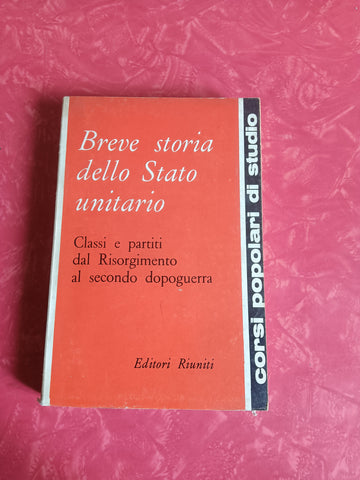 Breve storia
dello Stato
unitario
Classi e partiti
dal Risorgimento
al secondo dopoguerra
Editori Riuniti
corsi popolari di studio